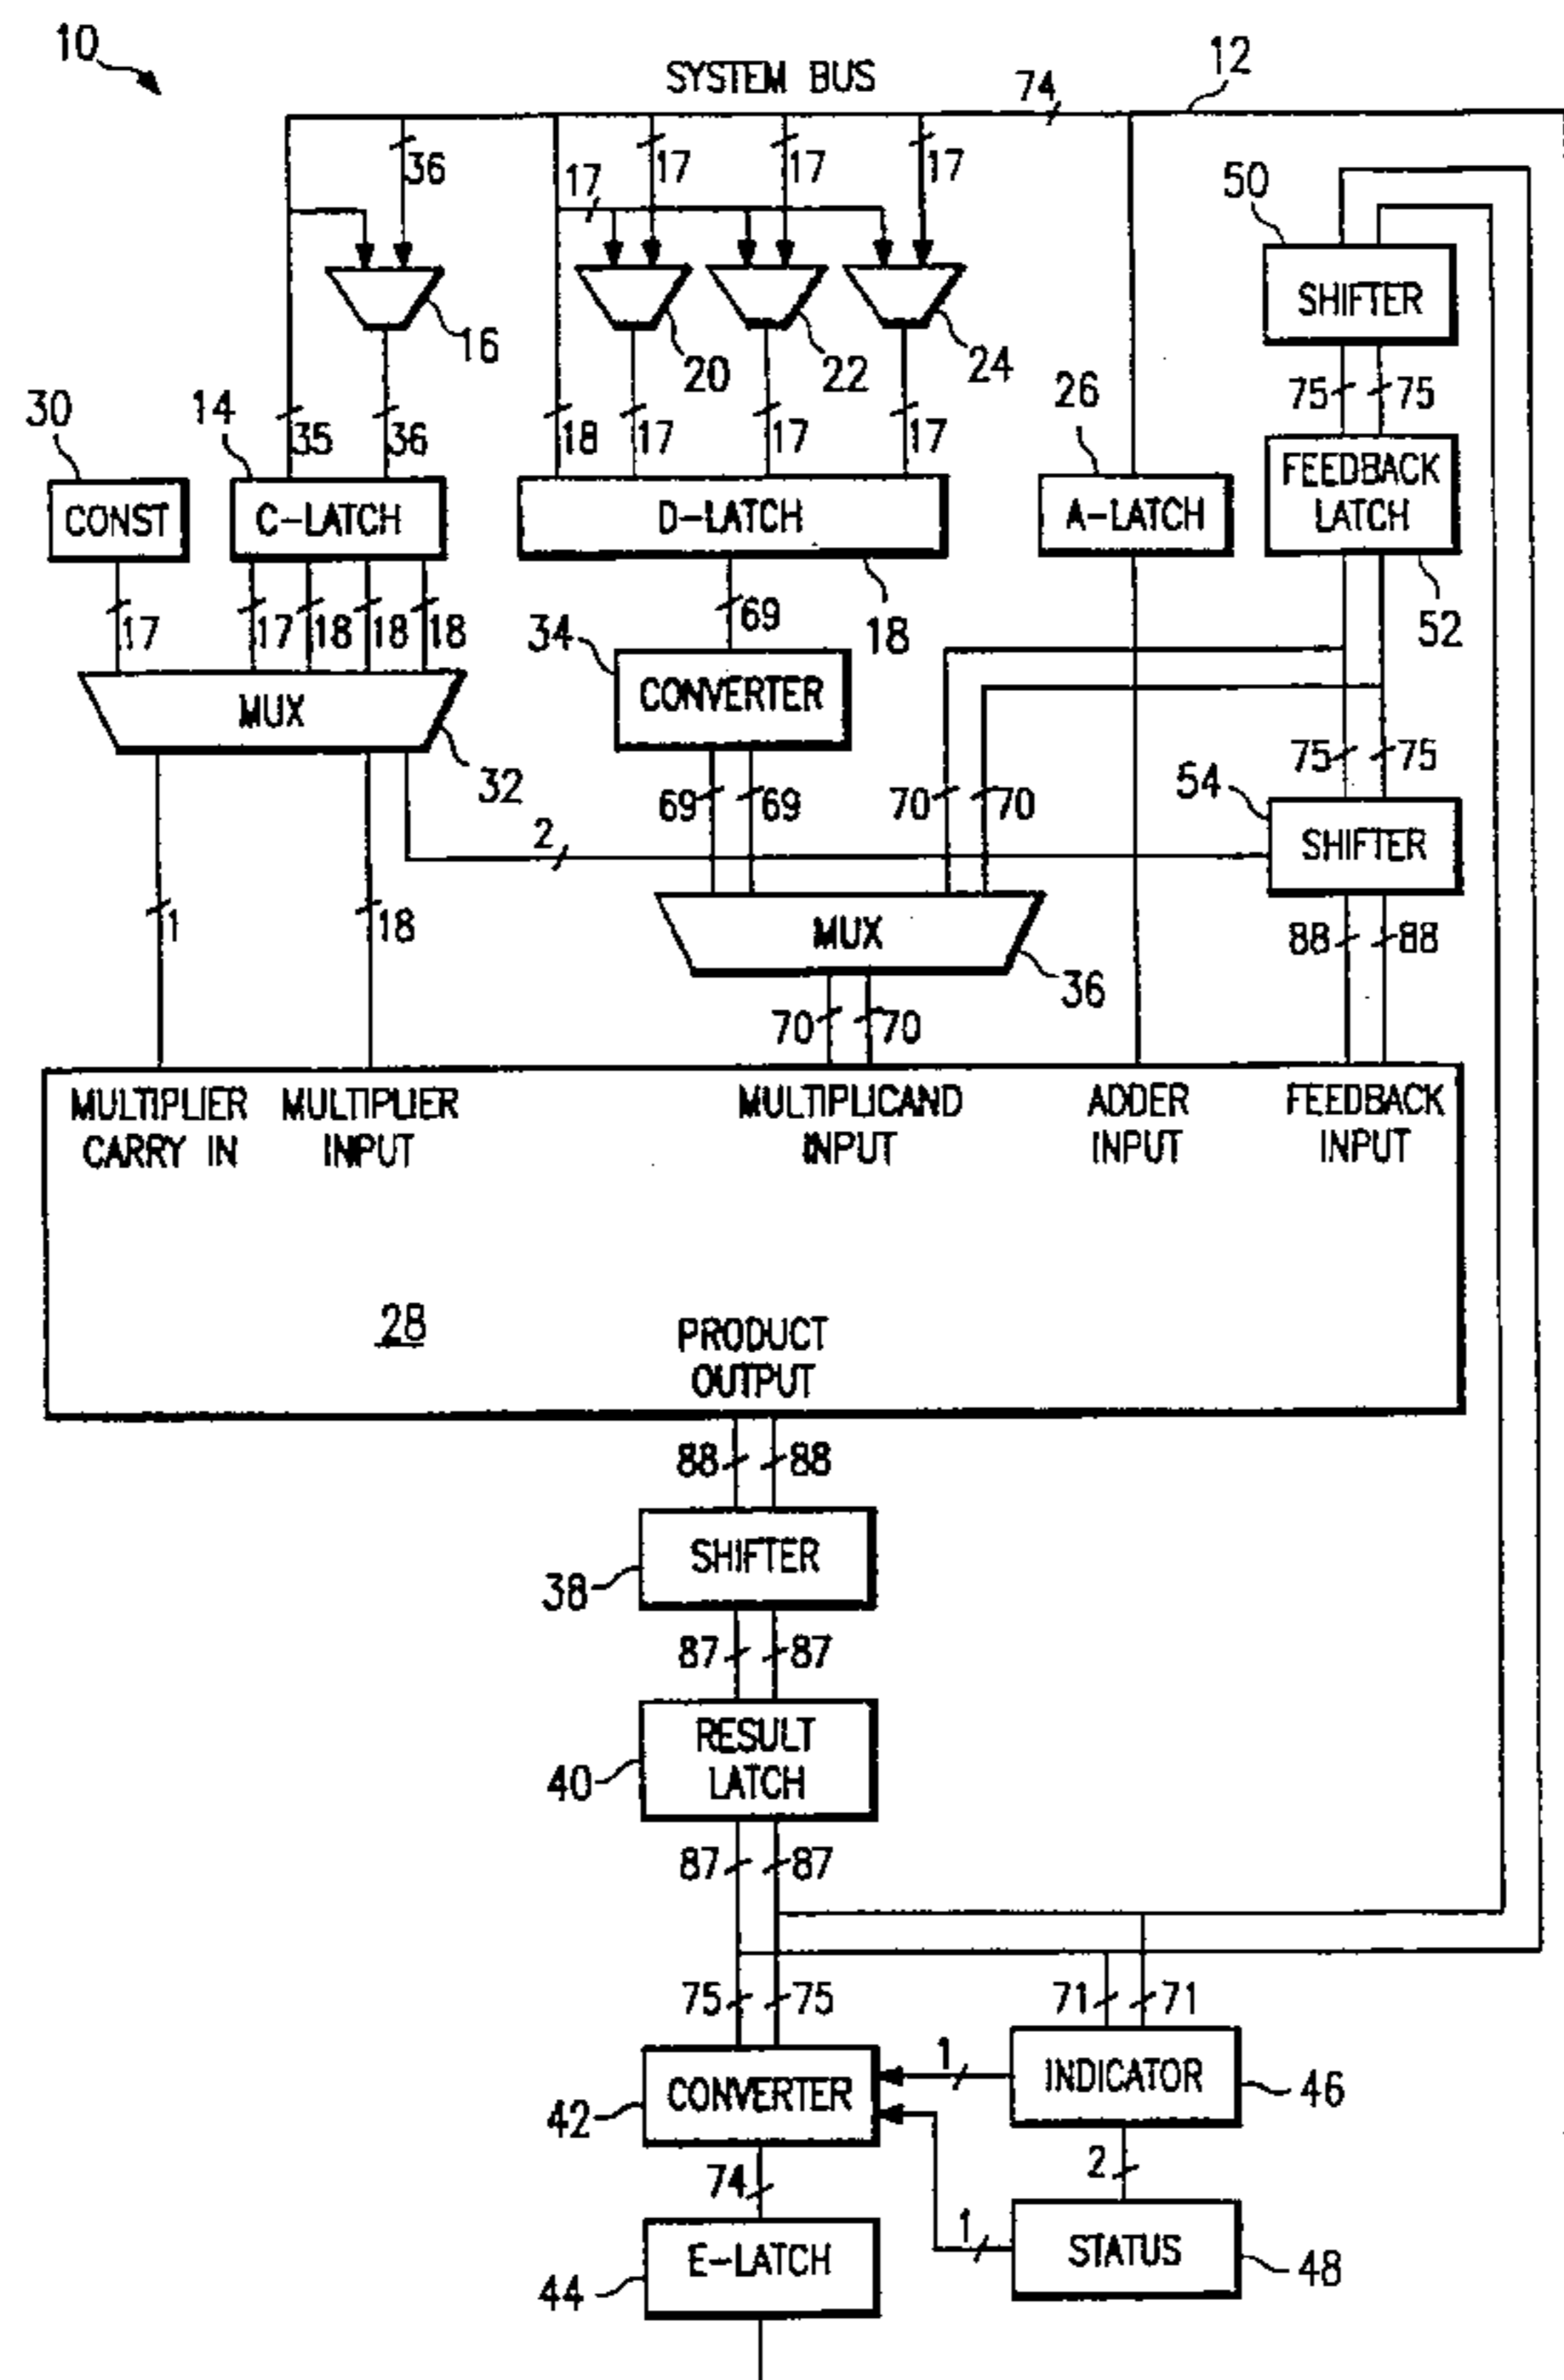 10
SYSTEM BUS
74
12
36
17
17
17
17
50
SHIFTER
16
20
22
24
75
75
30
14
35
36
18
17
17
17
26
CONST
C-LATCH
D-LATCH
A-LATCH
FEEDBACK
LATCH
17
17
18
18
18
69
34
18
52
MUX
CONVERTER
32
69
69
70
70
75
75
54
2
SHIFTER
1
18
MUX
36
88
88
70
70
MULTIPLIER
CARRY IN
MULTIPLIER
INPUT
MULTIPLICAND
INPUT
ADDER
INPUT
FEEDBACK
INPUT
28
PRODUCT
OUTPUT
88
88
SHIFTER
38
87
87
RESULT
LATCH
40
87
87
75
75
71
71
CONVERTER
42
1
INDICATOR
46
74
2
1
E-LATCH
44
STATUS
48